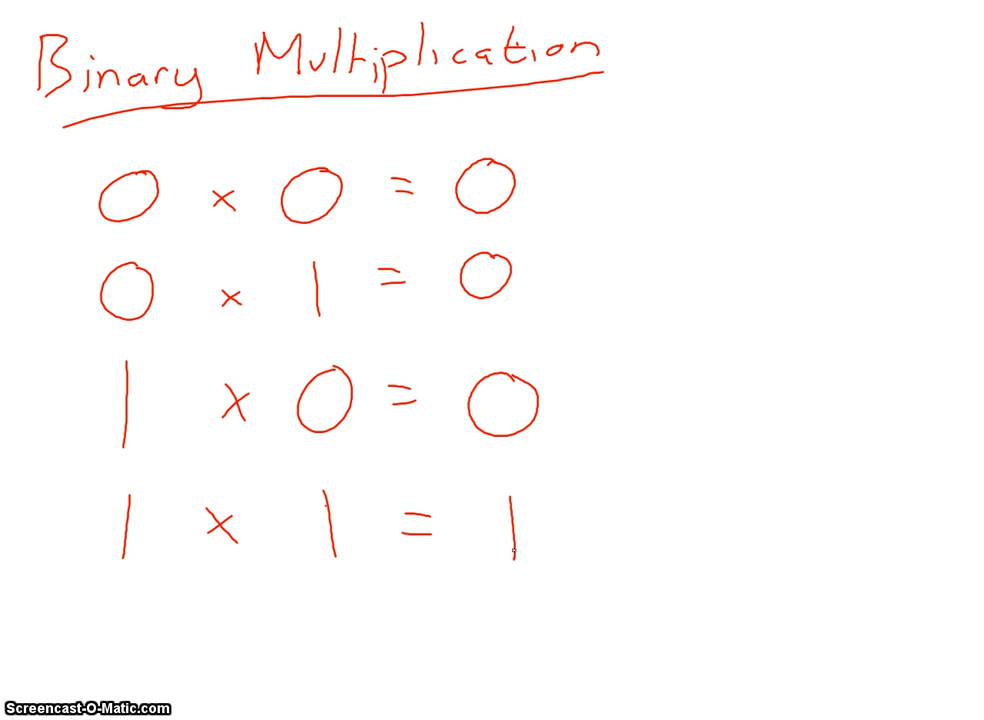 Binary Multiplication
0 x 0 = 0
0 x 1 = 0
1 x 0 = 0
1 x 1 = 1
Screencast-O-Matic.com